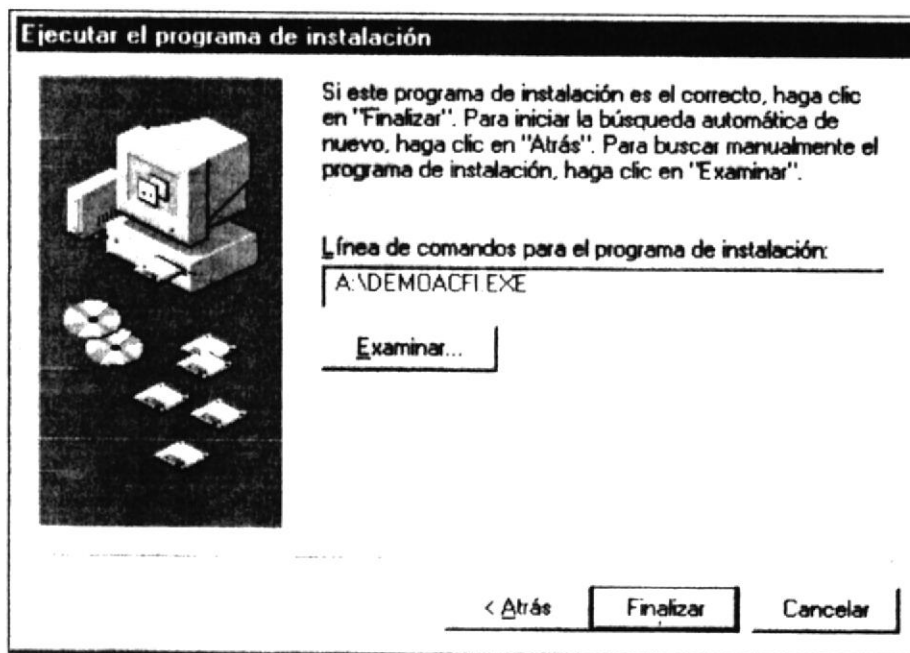 Ejecutar el programa de instalación
Si este programa de instalación es el correcto, haga clic
en "Finalizar". Para iniciar la búsqueda automática de
nuevo, haga clic en "Atrás". Para buscar manualmente el
programa de instalación, haga clic en "Examinar".
Línea de comandos para el programa de instalación:
A:\DEMOACFI EXE
Examinar...
< Atrás
Finalizar
Cancelar